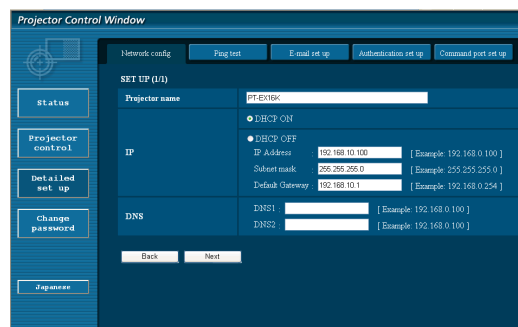 Projector Control Window
Network config
Ping test
E-mail set up
Authentication set up
Command port set up
SET UP (1/1)
Status
Projector control
Detailed set up
Change password
Japanese
Projector name
PT-EX16K
IP
DHCP ON
DHCP OFF
IP Address : 192.168.10.100 [ Example: 192.168.0.100 ]
Subnet mask : 255.255.255.0 [ Example: 255.255.255.0 ]
Default Gateway : 192.168.10.1 [ Example: 192.168.0.254 ]
DNS
DNS1 : [ Example: 192.168.0.100 ]
DNS2 : [ Example: 192.168.0.100 ]
Back
Next